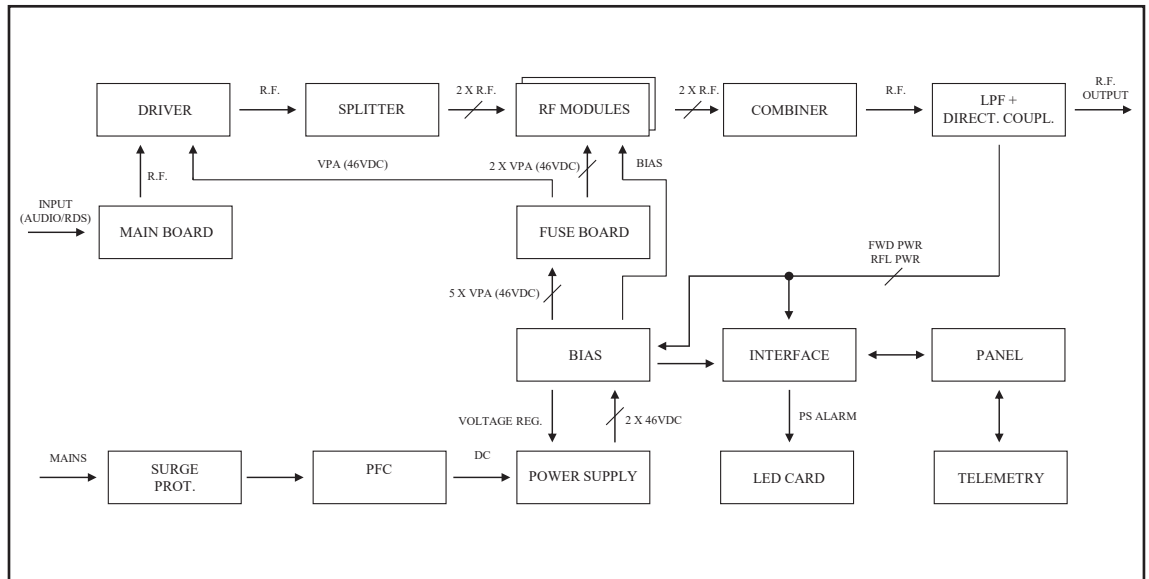 R.F.
2 X R.F.
2 X R.F.
R.F.
R.F.
OUTPUT
DRIVER
SPLITTER
RF MODULES
COMBINER
LPF +
DIRECT. COUPL.
VPA (46VDC)
2 X VPA (46VDC)
BIAS
R.F.
INPUT
(AUDIO/RDS)
MAIN BOARD
FUSE BOARD
FWD PWR
RFL PWR
5 X VPA (46VDC)
BIAS
INTERFACE
PANEL
VOLTAGE REG.
2 X 46VDC
PS ALARM
MAINS
DC
SURGE
PROT.
PFC
POWER SUPPLY
LED CARD
TELEMETRY